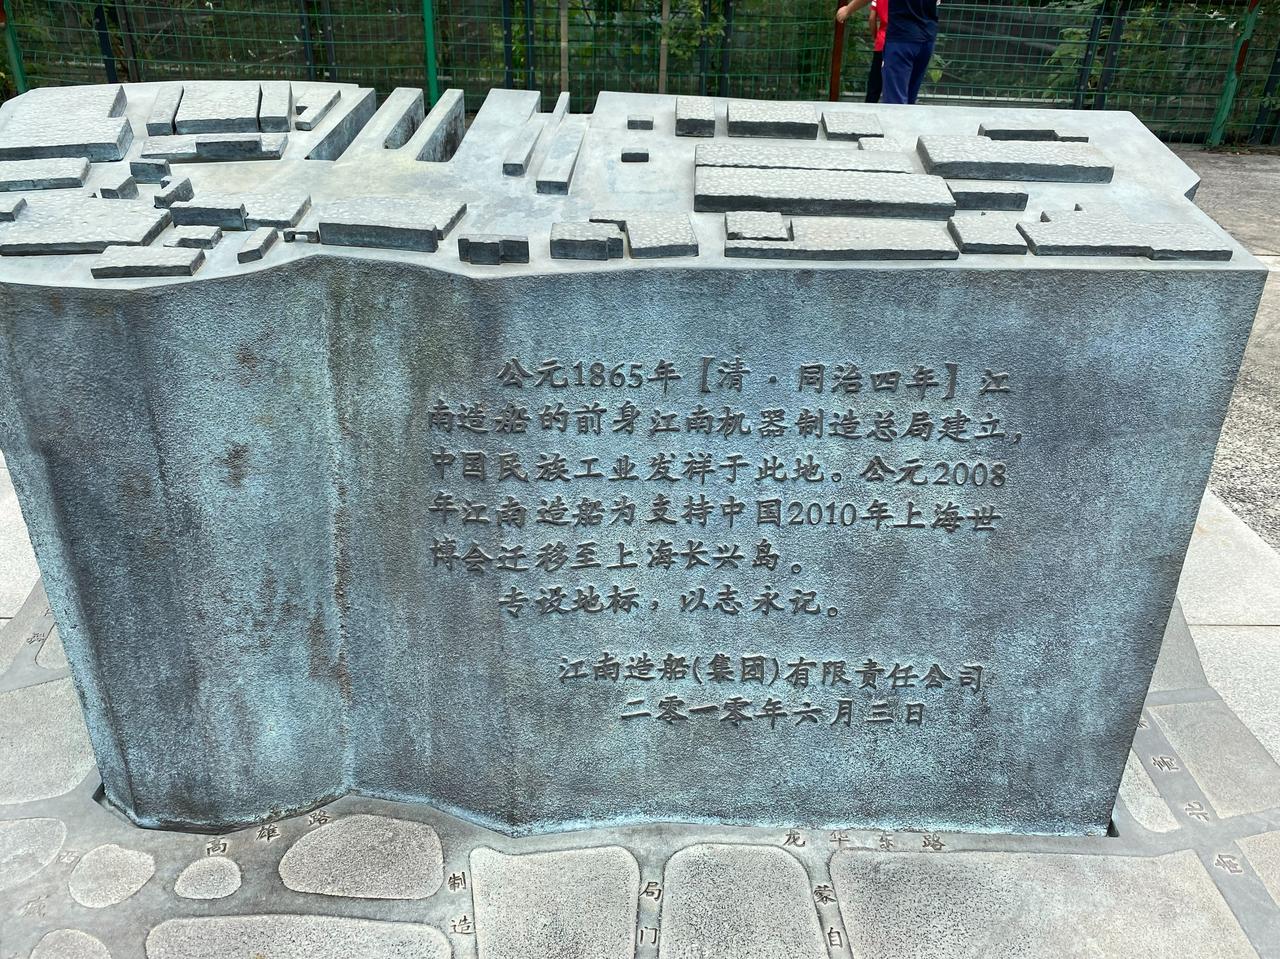 公元1865年【清·同治四年】江
南造船的前身江南机器制造总局建立，
中国民族工业发祥于此地。公元2008
年江南造船为支持中国2010年上海世
博会迁移至上海长兴岛。
专设地标，以志永记。
江南造船(集团)有限责任公司
二零一零年六月三日
高雄路
龙华东路
制造
局门
蒙自